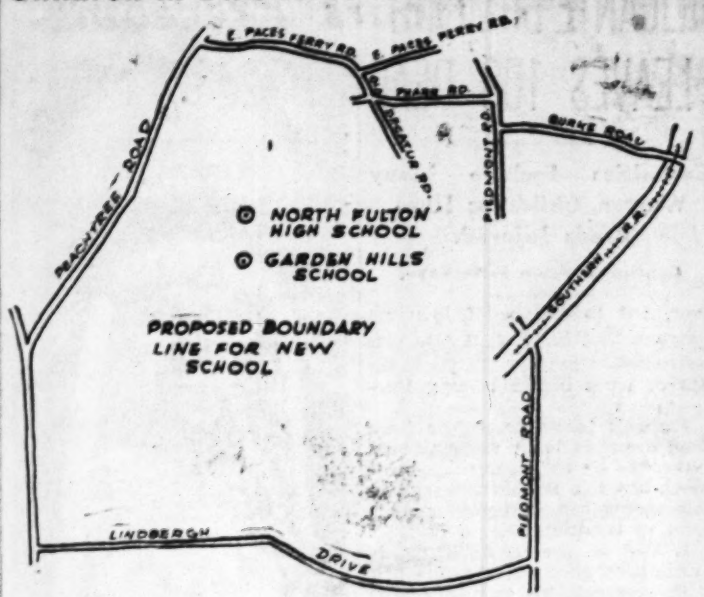 E. PACES FERRY RD.
E. PACES FERRY RD.
PHARR RD.
DECATUR RD.
PIEDMONT RD.
BURKE ROAD
PEACHTREE ROAD
NORTH FULTON
HIGH SCHOOL
GARDEN HILLS
SCHOOL
SOUTHERN R.R.
PROPOSED BOUNDARY
LINE FOR NEW
SCHOOL
PIEDMONT ROAD
LINDBERGH DRIVE